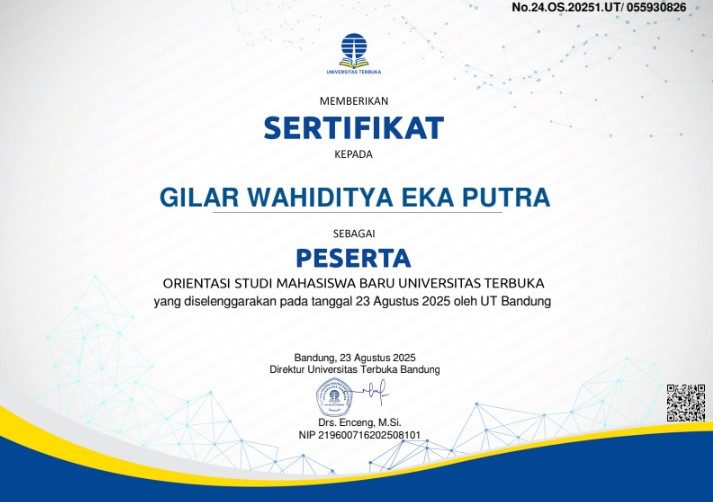 No.24.OS.20251.UT/ 055930826
UNIVERSITAS TERBUKA
MEMBERIKAN
SERTIFIKAT
KEPADA
GILAR WAHIDITYA EKA PUTRA
SEBAGAI
PESERTA
ORIENTASI STUDI MAHASISWA BARU UNIVERSITAS TERBUKA
yang diselenggarakan pada tanggal 23 Agustus 2025 oleh UT Bandung
Bandung, 23 Agustus 2025
Direktur Universitas Terbuka Bandung
Drs. Enceng, M.Si.
NIP 219600716202508101